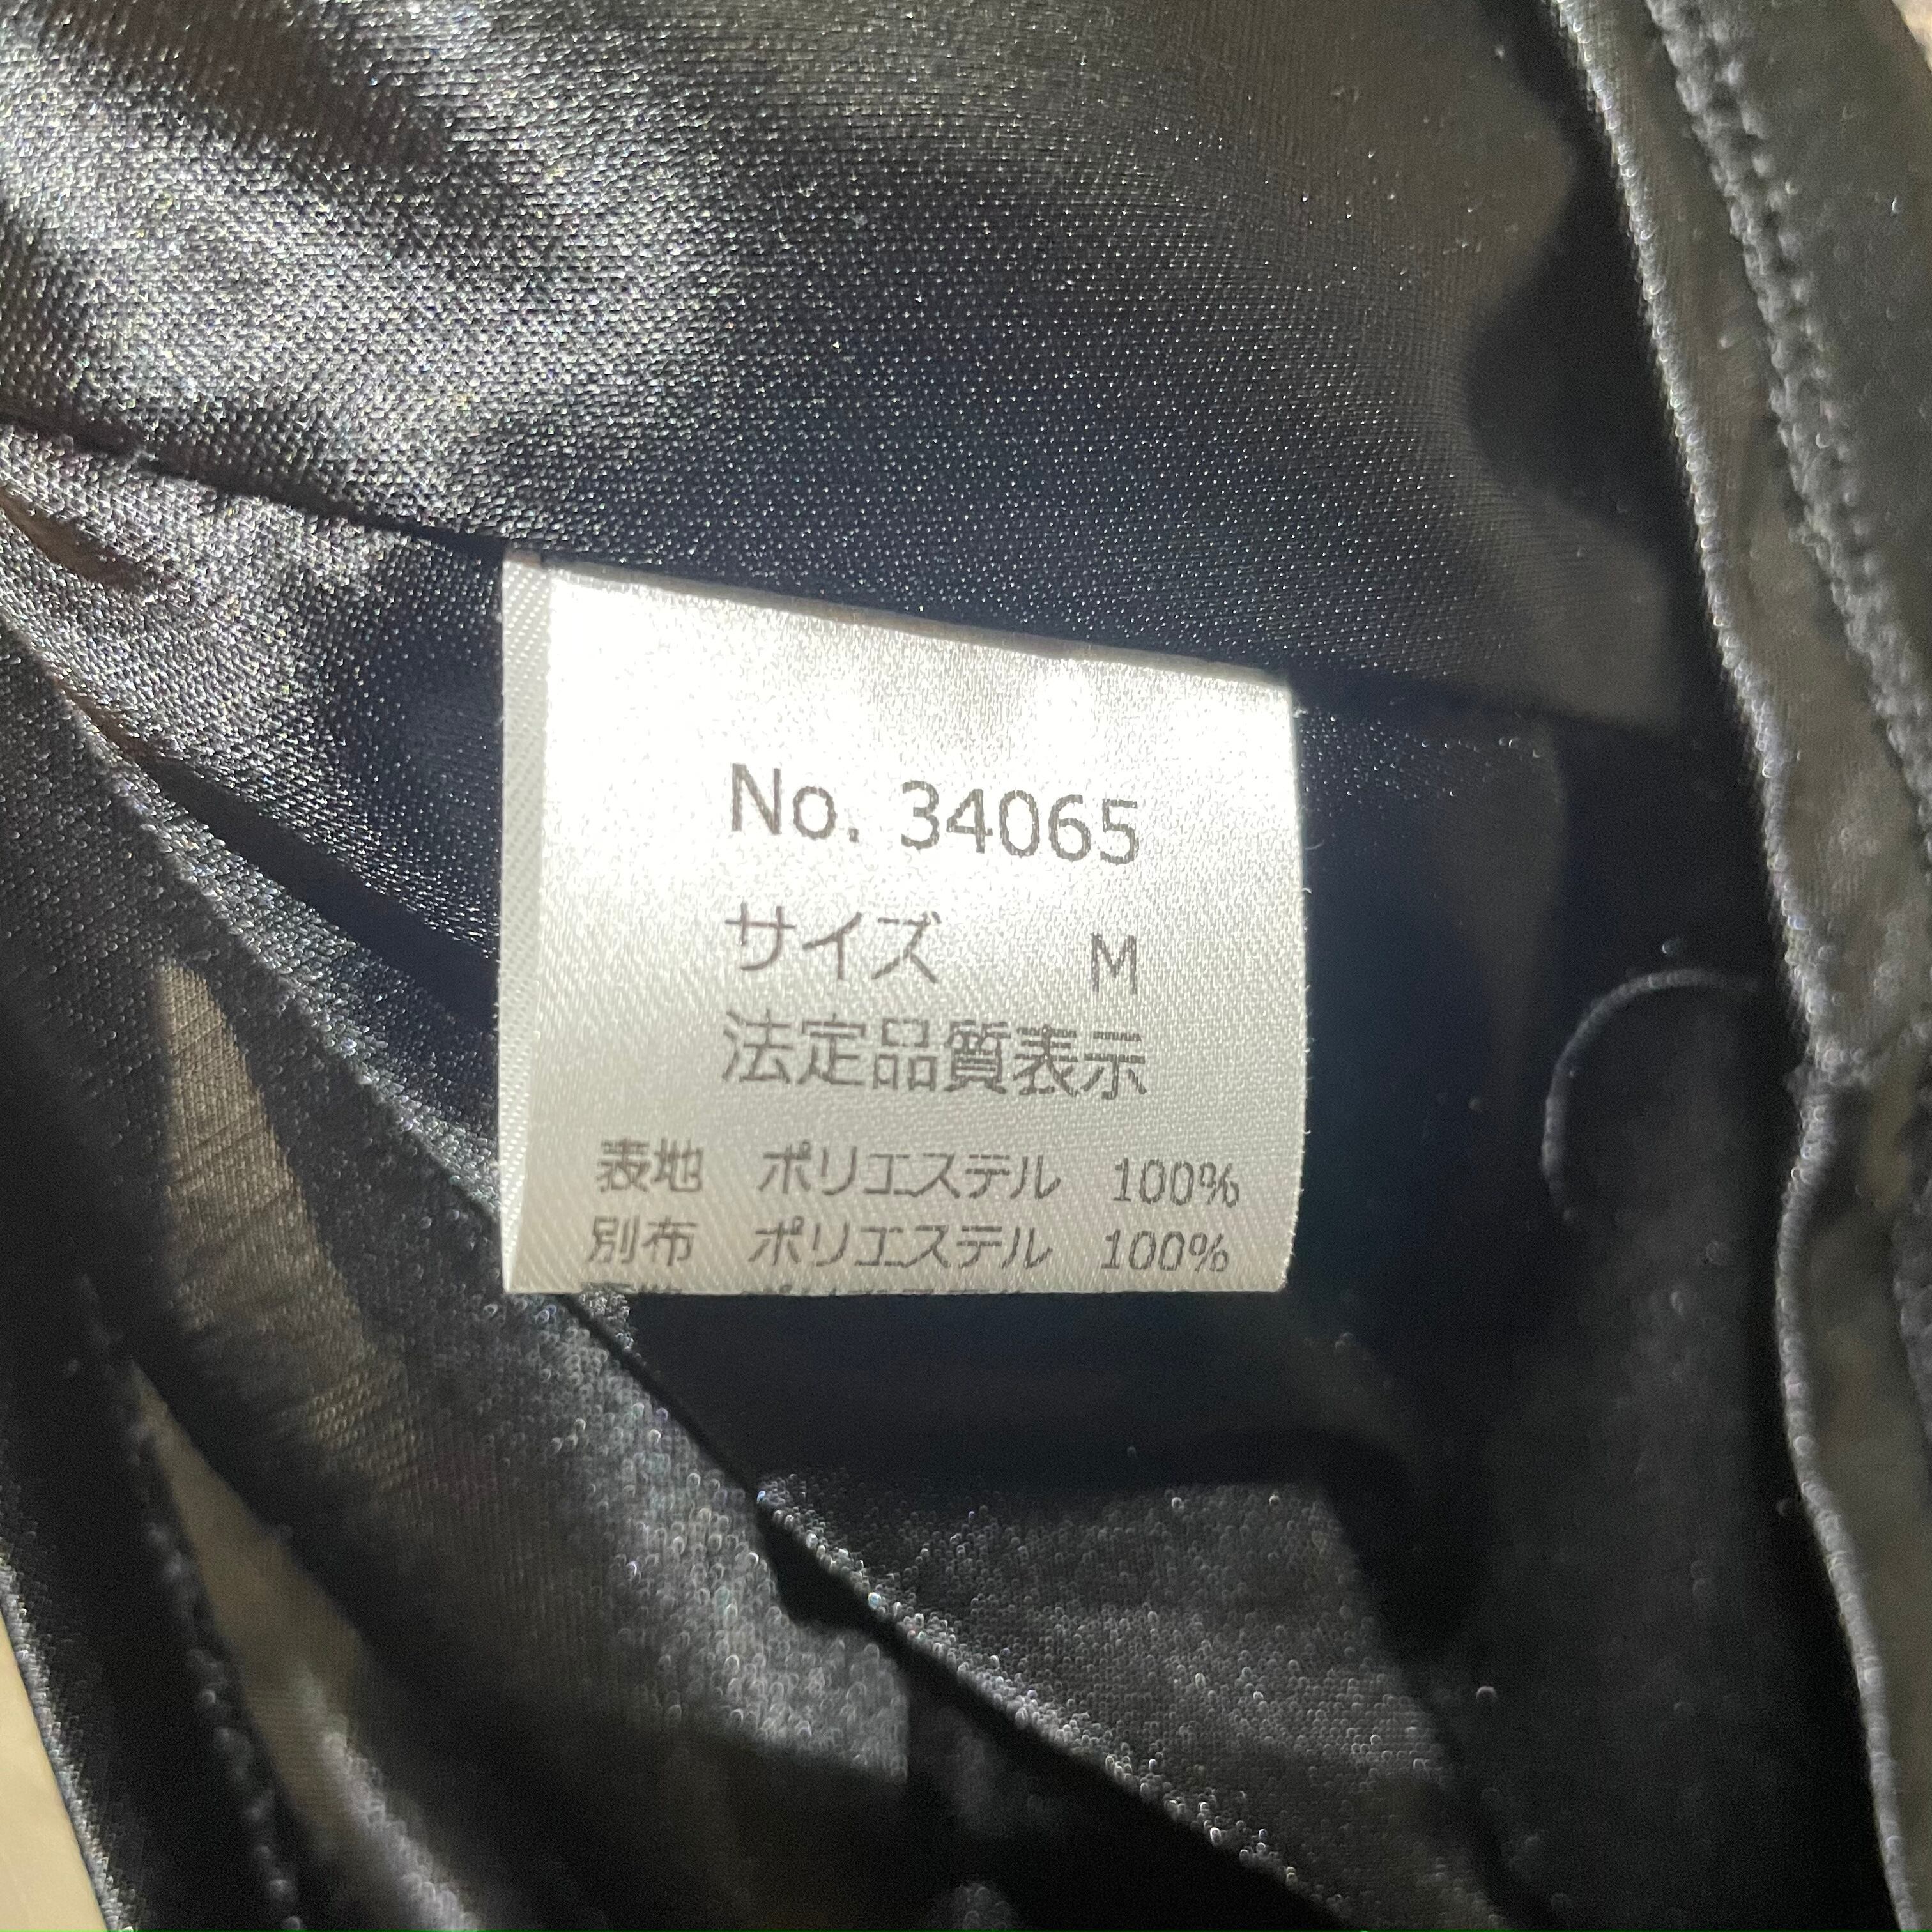 No. 34065
サイズ M
法定品質表示
表地 ポリエステル 100%
別布 ポリエステル 100%